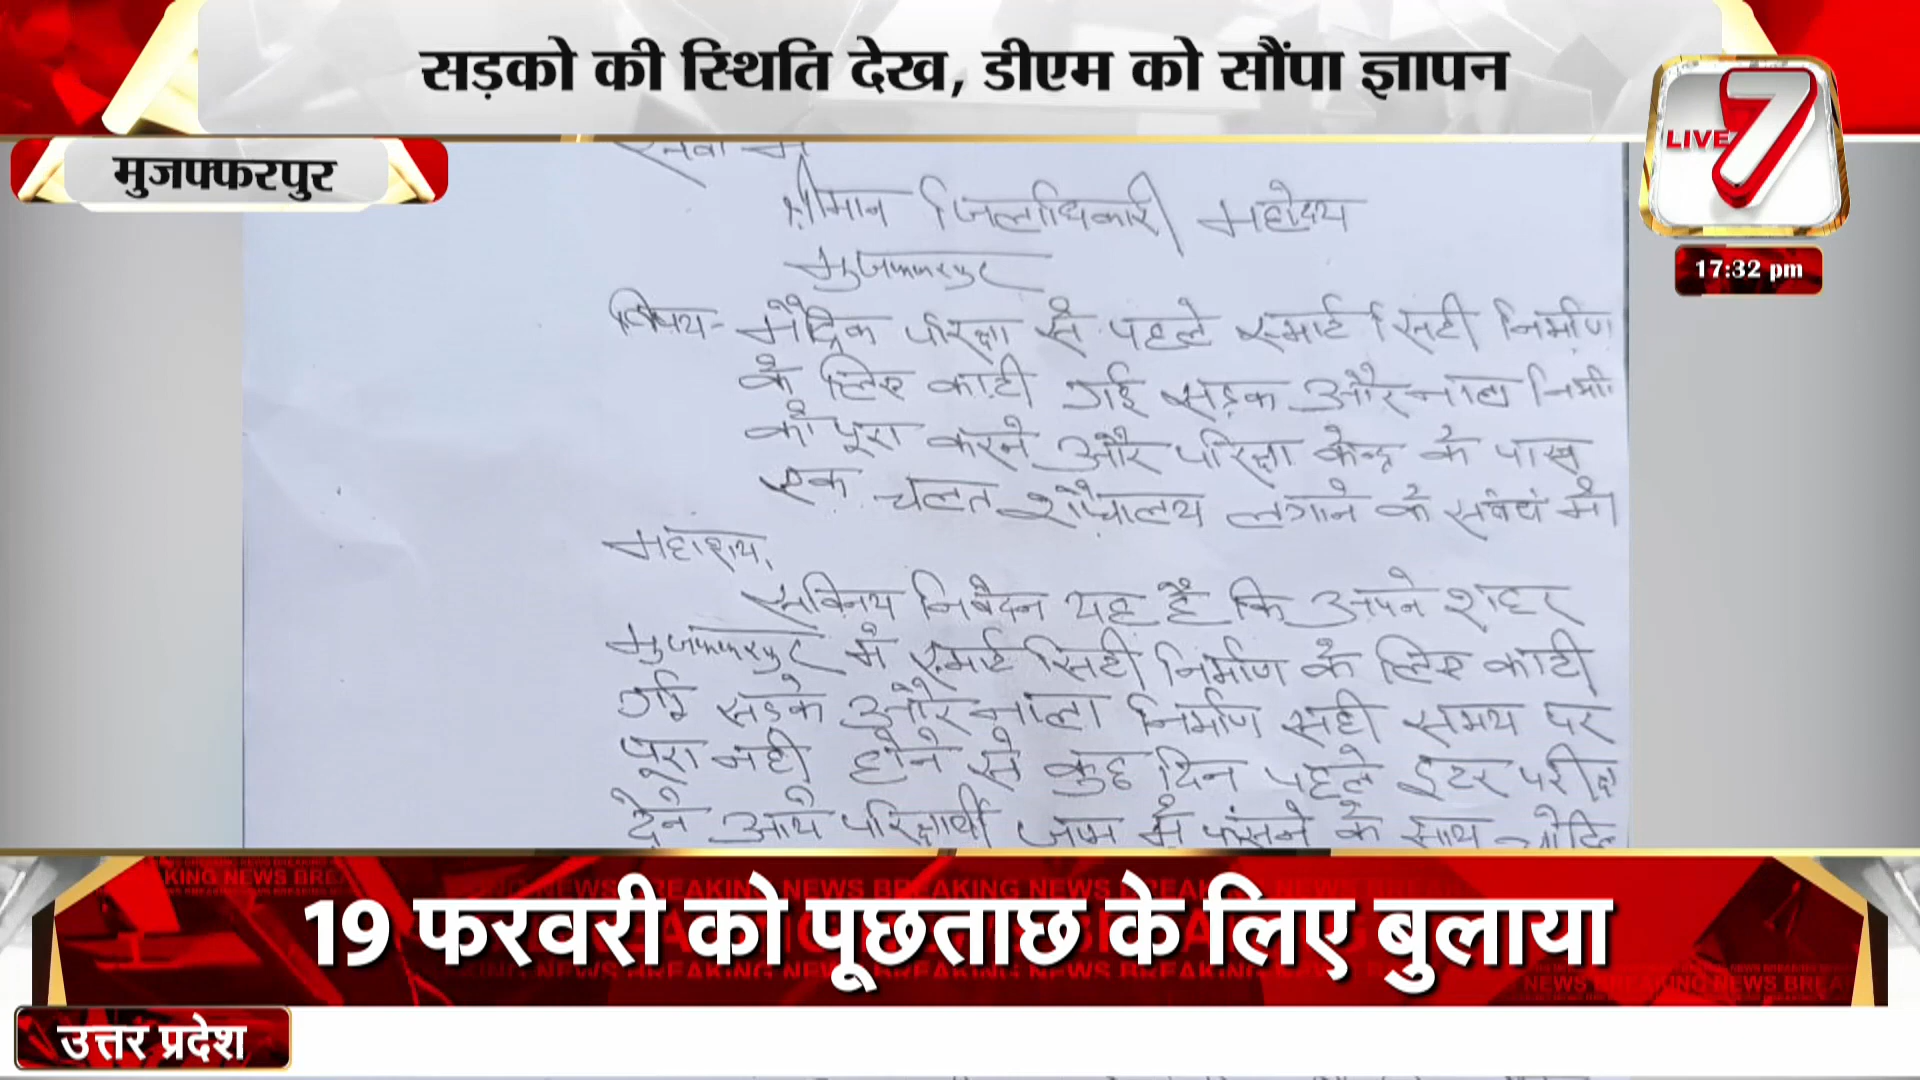 सड़को की स्थिति देख, डीएम को सौंपा ज्ञापन
मुजफ्फरपुर
LIVE 7
17:32 pm
श्रीमान जिलाधिकारी महोदय
मुजफ्फरपुर
विषय- मैट्रिक परिक्षा से पहले स्मार्ट सिटी निर्माण
के लिए काटी गई सड़क और नाला
को पूरा करने और परिक्षा केन्द्र के पास
एक चलत शौचालय लगाने के संबंध में।
महाशय,
सविनय निवेदन यह है कि अपने शहर
मुजफ्फरपुर में स्मार्ट सिटी निर्माण के लिए काटी
गई सड़के और नाला निर्माण सही समय पर
पूरा नही होने से कुछ दिन पहले इंटर
देने आये परिक्षार्थी जाम में फंसने के साथ
BREAKING NEWS
19 फरवरी को पूछताछ के लिए बुलाया
उत्तर प्रदेश